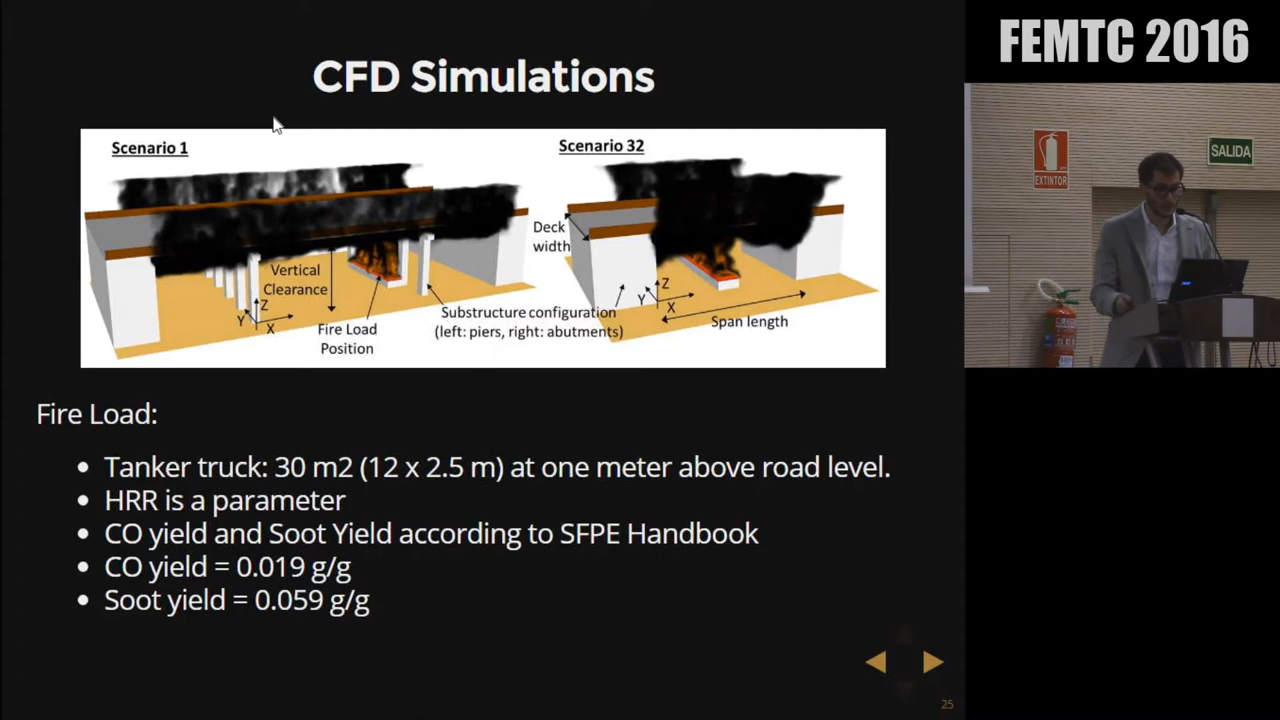 FEMTC 2016
CFD Simulations
Scenario 1
Scenario 32
Deck
width
Vertical
Clearance
Z
Y
X
Fire Load
Position
Substructure configuration
(left: piers, right: abutments)
Z
Y
X
Span length
EXTINTOR
SALIDA
Fire Load:
• Tanker truck: 30 m2 (12 x 2.5 m) at one meter above road level.
• HRR is a parameter
• CO yield and Soot Yield according to SFPE Handbook
• CO yield = 0.019 g/g
• Soot yield = 0.059 g/g
25